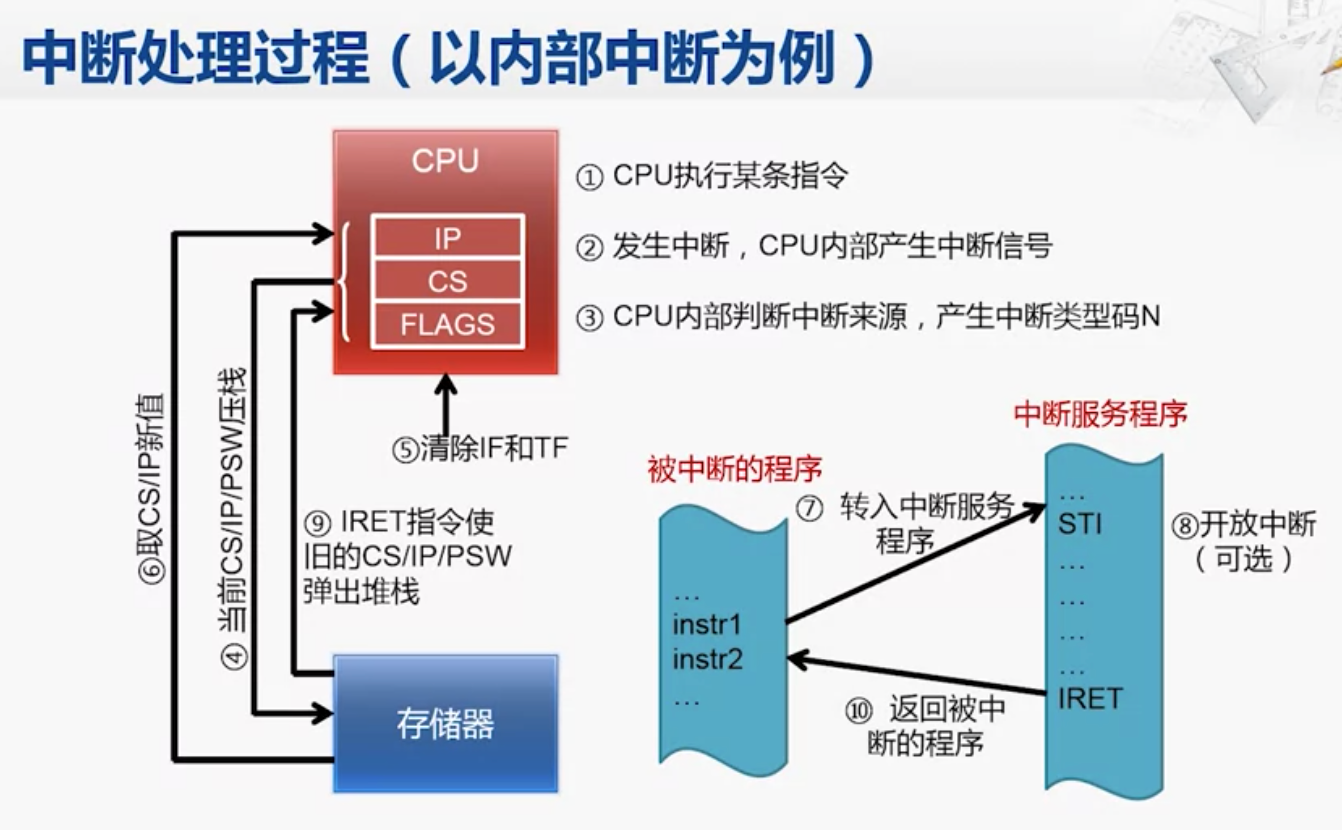 中断处理过程（以内部中断为例）
CPU
IP
CS
FLAGS
① CPU执行某条指令
② 发生中断，CPU内部产生中断信号
③ CPU内部判断中断来源，产生中断类型码N
④ 当前CS/IP/PSW压栈
⑤清除IF和TF
⑥取CS/IP新值
⑨ IRET指令使
旧的CS/IP/PSW
弹出堆栈
存储器
被中断的程序
...
instr1
instr2
...
⑦ 转入中断服务
程序
中断服务程序
...
STI
...
...
...
...
IRET
⑧开放中断
（可选）
⑩ 返回被中
断的程序